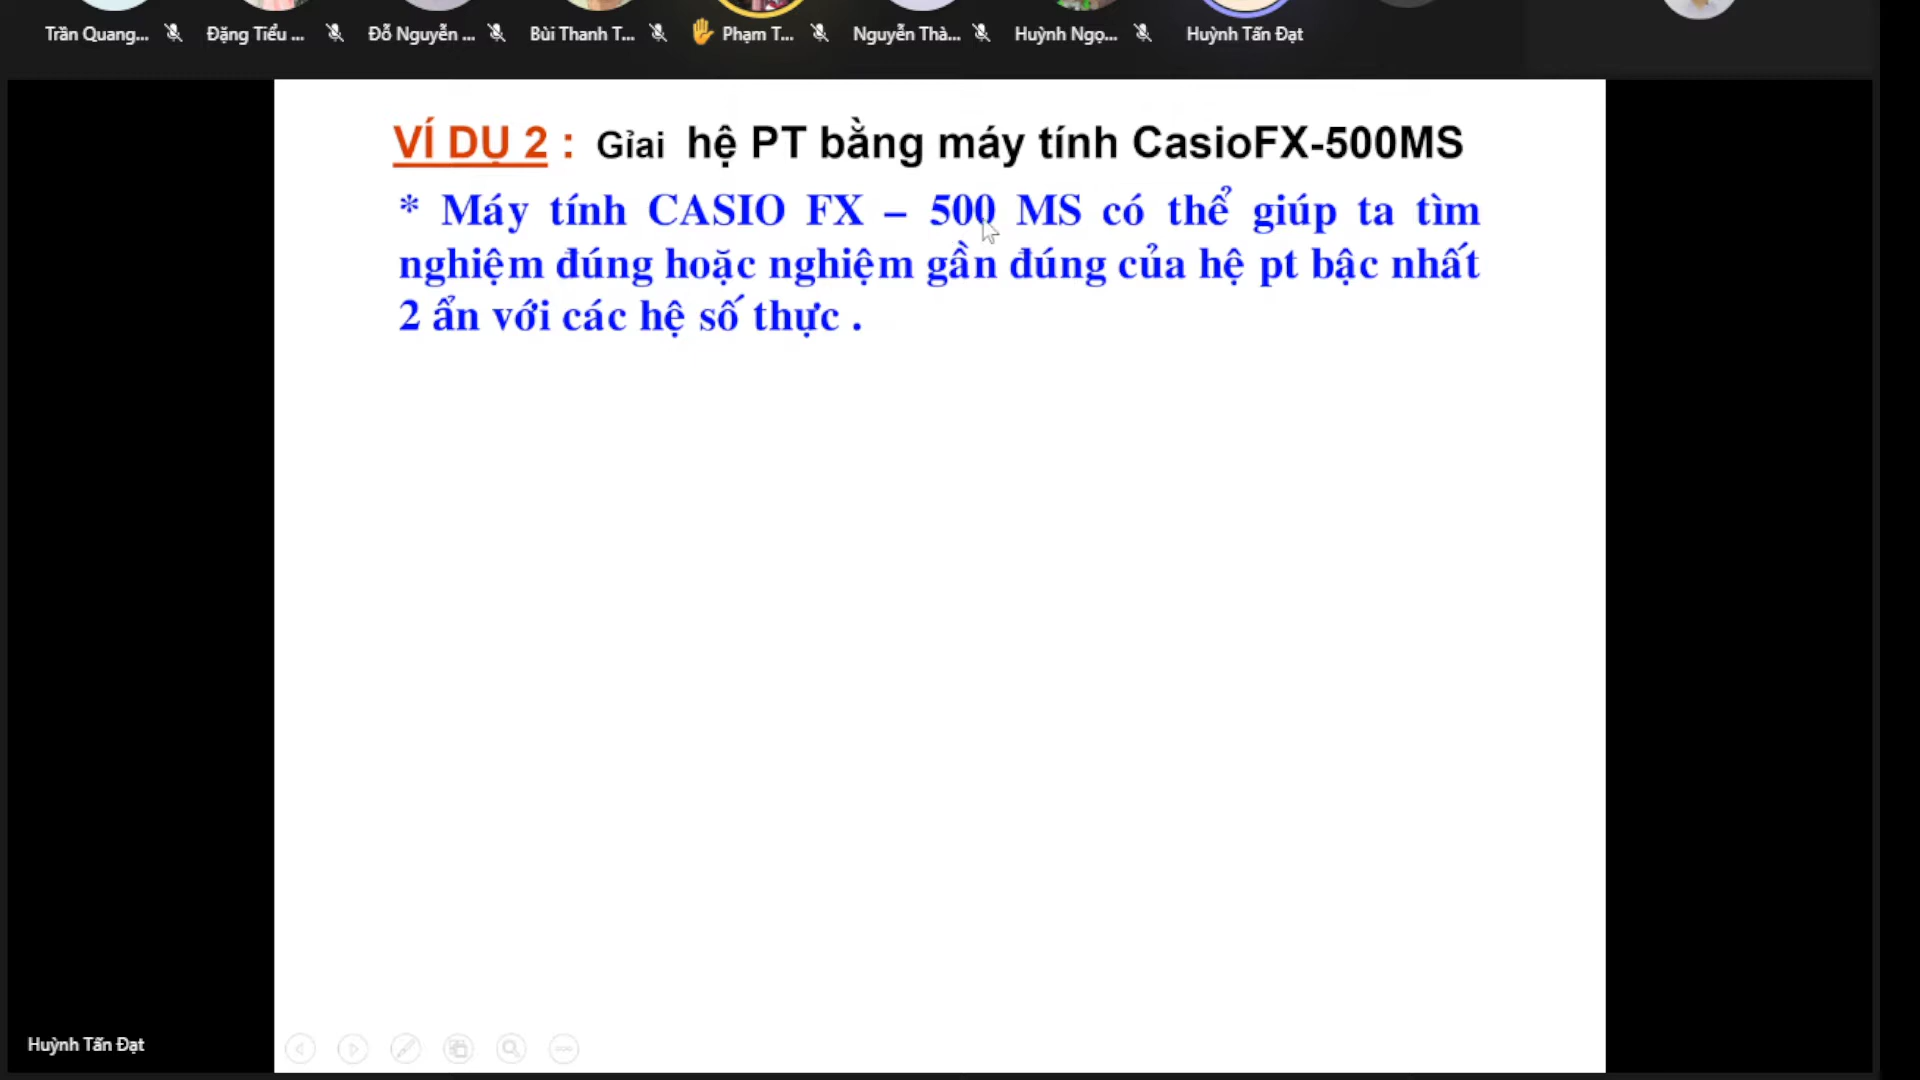 Trần Quang... Đặng Tiểu ... Đỗ Nguyễn ... Bùi Thanh T... Phạm T... Nguyễn Thà... Huỳnh Ngọ... Huỳnh Tấn Đạt
VÍ DỤ 2 : Giải hệ PT bằng máy tính CasioFX-500MS
* Máy tính CASIO FX – 500 MS có thể giúp ta tìm
nghiệm đúng hoặc nghiệm gần đúng của hệ pt bậc nhất
2 ẩn với các hệ số thực .
Huỳnh Tấn Đạt